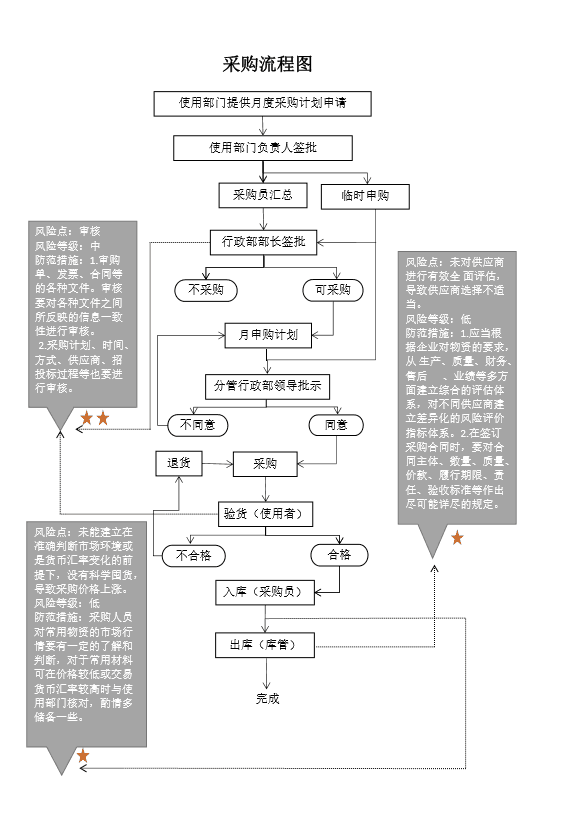 采购流程图
使用部门提供月度采购计划申请
使用部门负责人签批
采购员汇总
临时申购
行政部部长签批
不采购
可采购
月申购计划
分管行政部领导批示
不同意
同意
退货
采购
验货（使用者）
不合格
合格
入库（采购员）
出库（库管）
完成
风险点：审核
风险等级：中
防范措施：1.审购
单、发票、合同等
的各种文件。审核
要对各种文件之间
所反映的信息一致
性进行审核。
2.采购计划、时间、
方式、供应商、招
投标过程等也要进
行审核。
风险点：未对供应商
进行有效全 面评估，
导致供应商选择不适
当。
风险等级：低
防范措施：1.应当根
据企业对物资的要求，
从 生产、质量、财务、
售后 、业绩等多方
面建立综合的评估体
系，对不同供应商建
立差异化的风险评价
指标体系。2.在签订
采购合同时，要对合
同主体、数量、质量、
价款、履行期限、责
任、验收标准等作出
尽可能详尽的规定。
风险点：未能建立在
准确判断市场环境或
是货币汇率变化的前
提下，没有科学囤货，
导致采购价格上涨。
风险等级：低
防范措施：采购人员
对常用物资的市场行
情要有一定的了解和
判断，对于常用材料
可在价格较低或交易
货币汇率较高时与使
用部门核对，酌情多
储备一些。